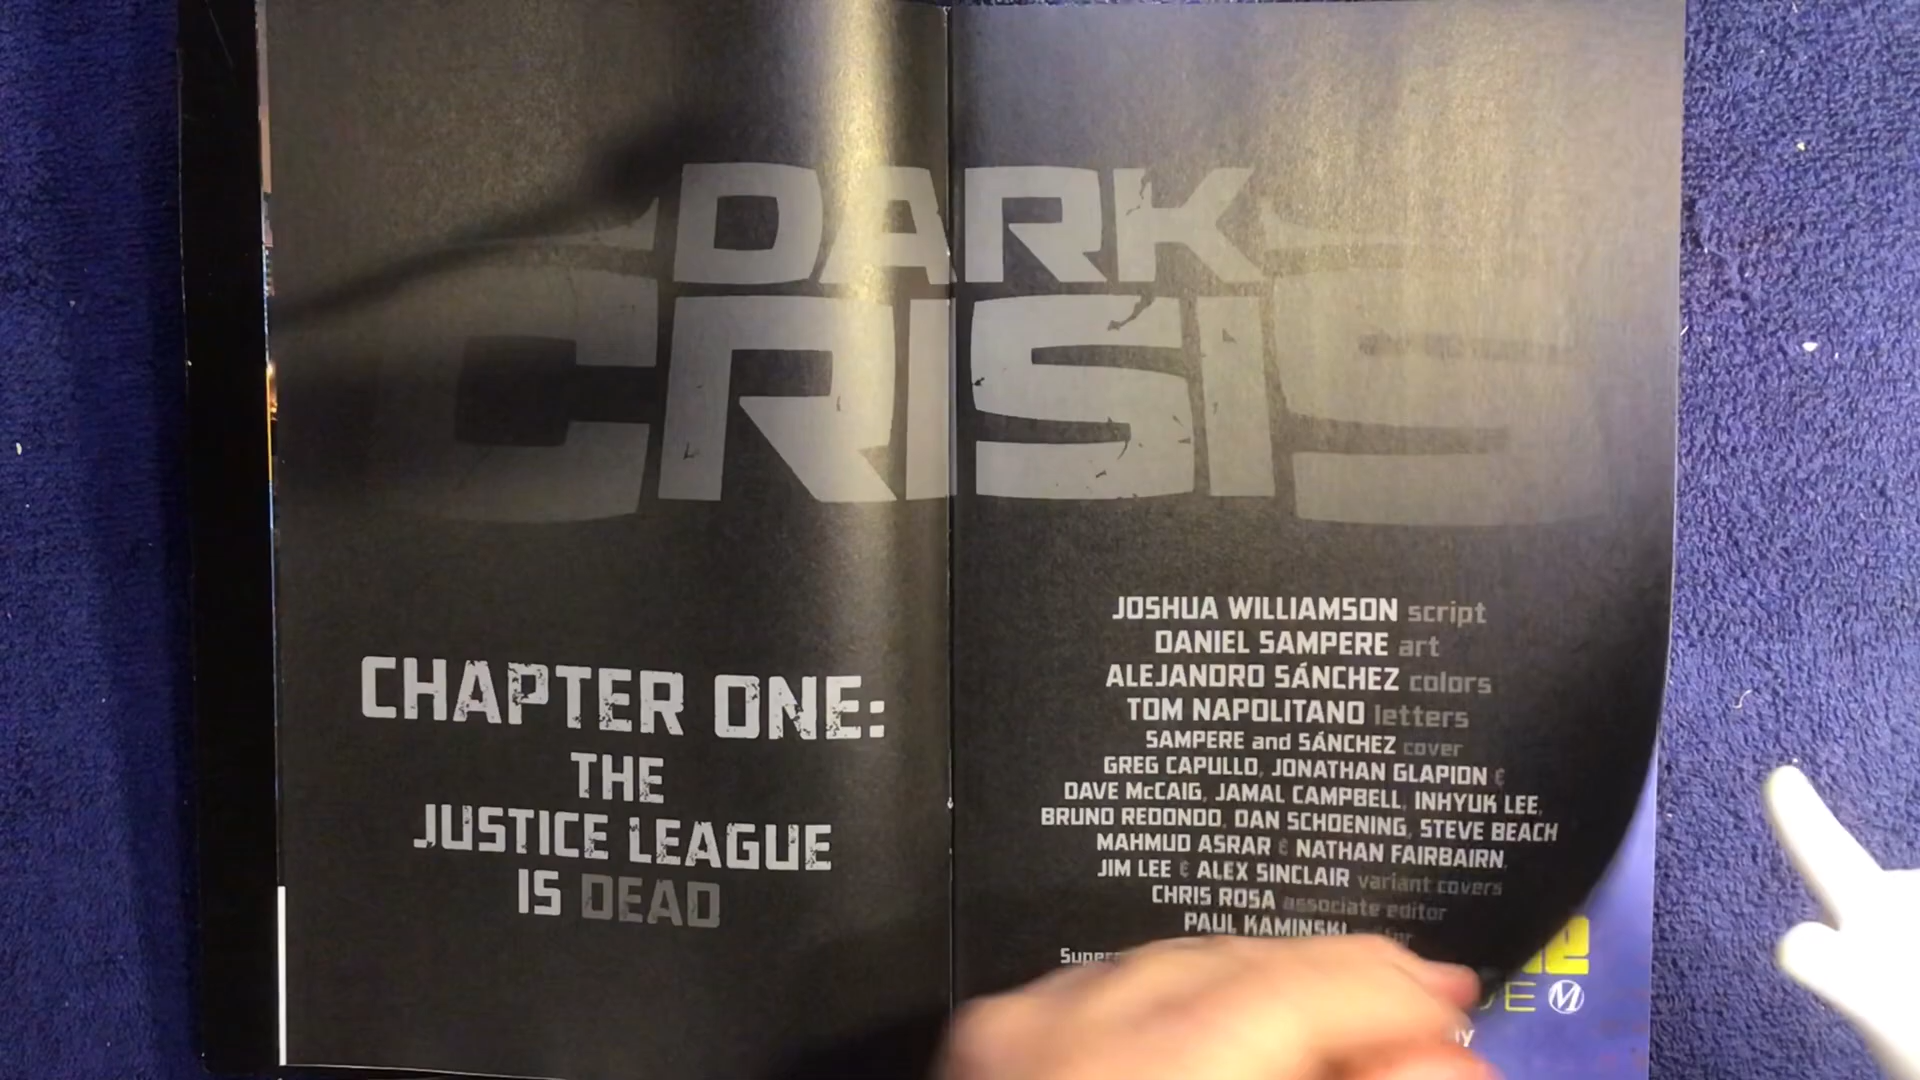 DARK
CRISIS
CHAPTER ONE:
THE
JUSTICE LEAGUE
IS DEAD
JOSHUA WILLIAMSON script
DANIEL SAMPERE art
ALEJANDRO SÁNCHEZ colors
TOM NAPOLITANO letters
SAMPERE and SÁNCHEZ cover
GREG CAPULLO, JONATHAN GLAPION &
DAVE McCAIG, JAMAL CAMPBELL, INHYUK LEE,
BRUNO REDONDO, DAN SCHOENING, STEVE BEACH
MAHMUD ASRAR & NATHAN FAIRBAIRN,
JIM LEE & ALEX SINCLAIR variant covers
CHRIS ROSA associate editor
PAUL KAMINSKI